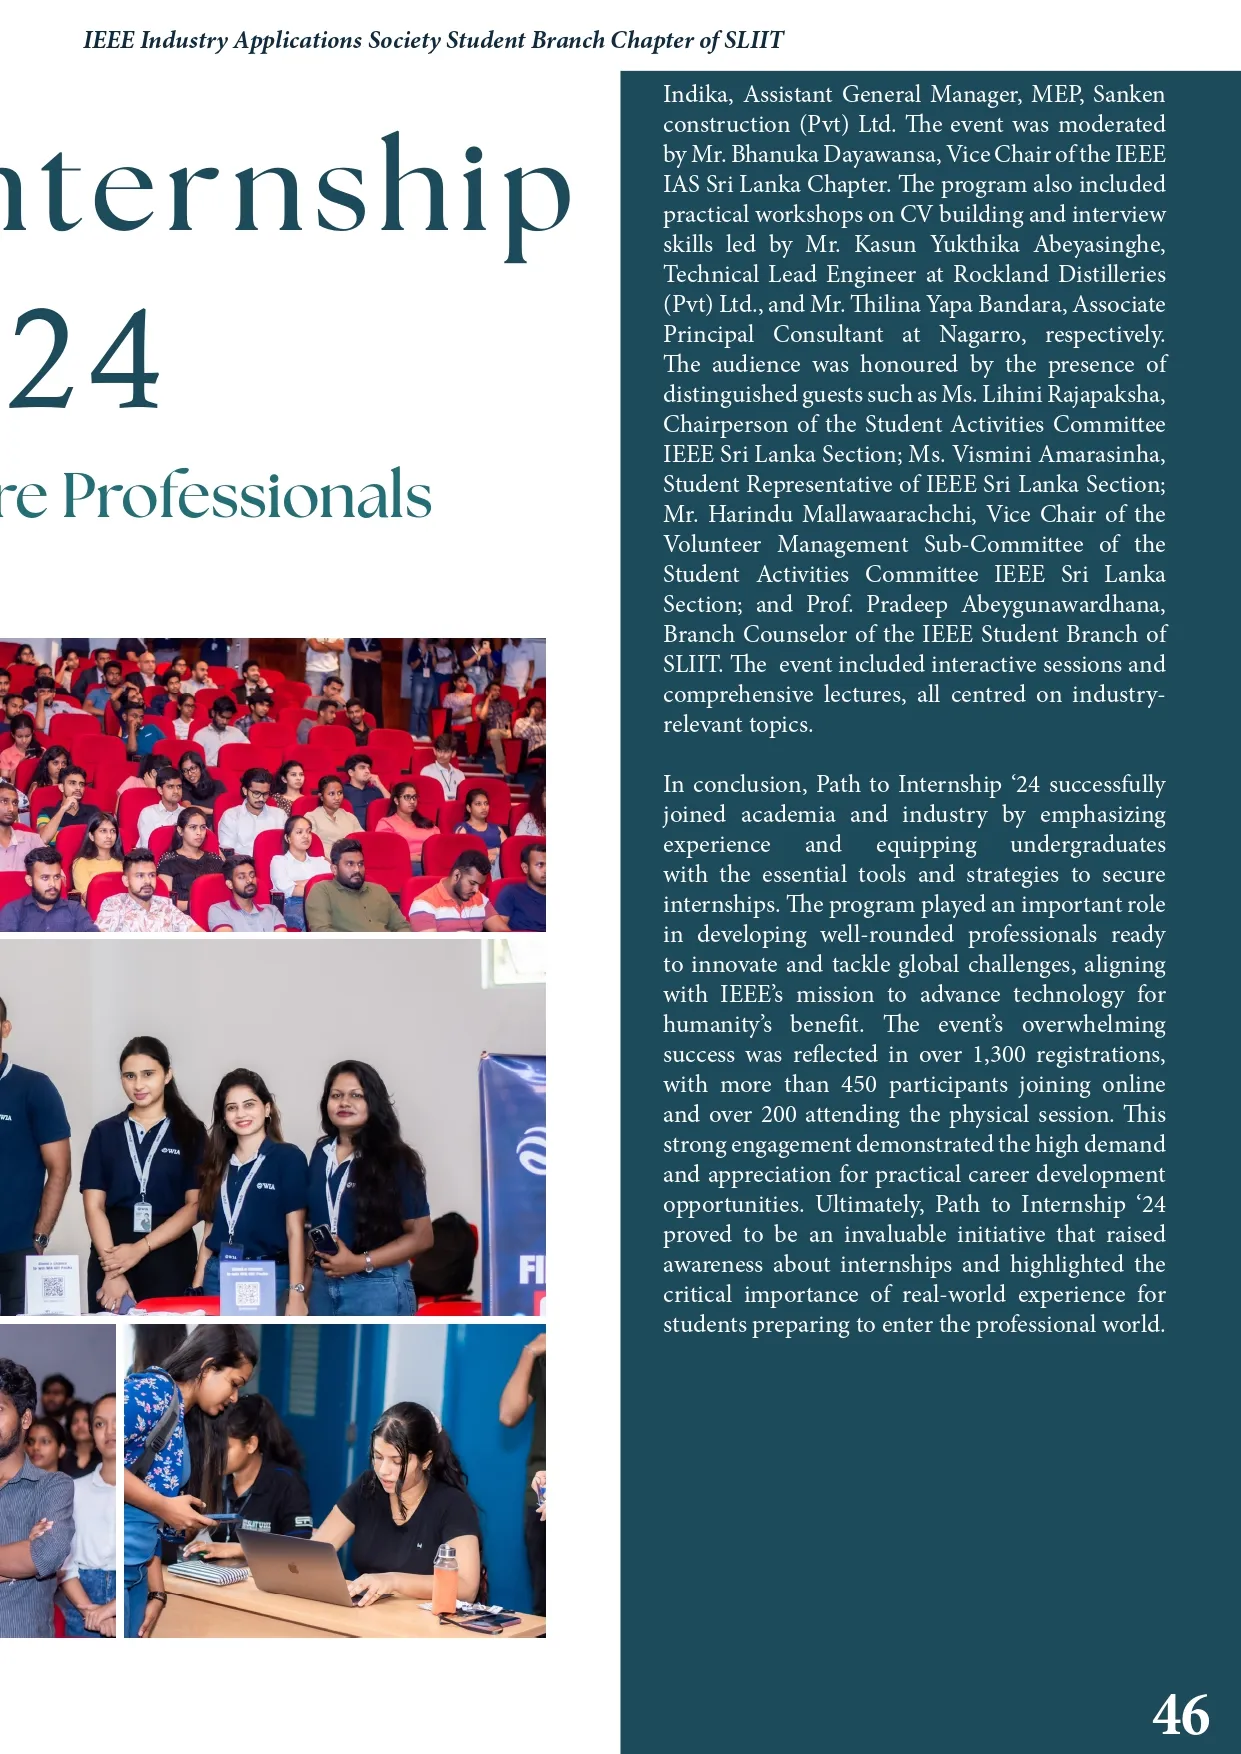 IEEE Industry Applications Society Student Branch Chapter of SLIIT
nternship
24
re Professionals
Indika, Assistant General Manager, MEP, Sanken
construction (Pvt) Ltd. The event was moderated
by Mr. Bhanuka Dayawansa, Vice Chair of the IEEE
IAS Sri Lanka Chapter. The program also included
practical workshops on CV building and interview
skills led by Mr. Kasun Yukthika Abeyasinghe,
Technical Lead Engineer at Rockland Distilleries
(Pvt) Ltd., and Mr. Thilina Yapa Bandara, Associate
Principal Consultant at Nagarro, respectively.
The audience was honoured by the presence of
distinguished guests such as Ms. Lihini Rajapaksha,
Chairperson of the Student Activities Committee
IEEE Sri Lanka Section; Ms. Vismini Amarasinha,
Student Representative of IEEE Sri Lanka Section;
Mr. Harindu Mallawaarachchi, Vice Chair of the
Volunteer Management Sub-Committee of the
Student Activities Committee IEEE Sri Lanka
Section; and Prof. Pradeep Abeygunawardhana,
Branch Counselor of the IEEE Student Branch of
SLIIT. The event included interactive sessions and
comprehensive lectures, all centred on industry-
relevant topics.
In conclusion, Path to Internship ‘24 successfully
joined academia and industry by emphasizing
experience and equipping undergraduates
with the essential tools and strategies to secure
internships. The program played an important role
in developing well-rounded professionals ready
to innovate and tackle global challenges, aligning
with IEEE’s mission to advance technology for
humanity’s benefit. The event’s overwhelming
success was reflected in over 1,300 registrations,
with more than 450 participants joining online
and over 200 attending the physical session. This
strong engagement demonstrated the high demand
and appreciation for practical career development
opportunities. Ultimately, Path to Internship ‘24
proved to be an invaluable initiative that raised
awareness about internships and highlighted the
critical importance of real-world experience for
students preparing to enter the professional world.
WIA
WIA
WIA
FI
46